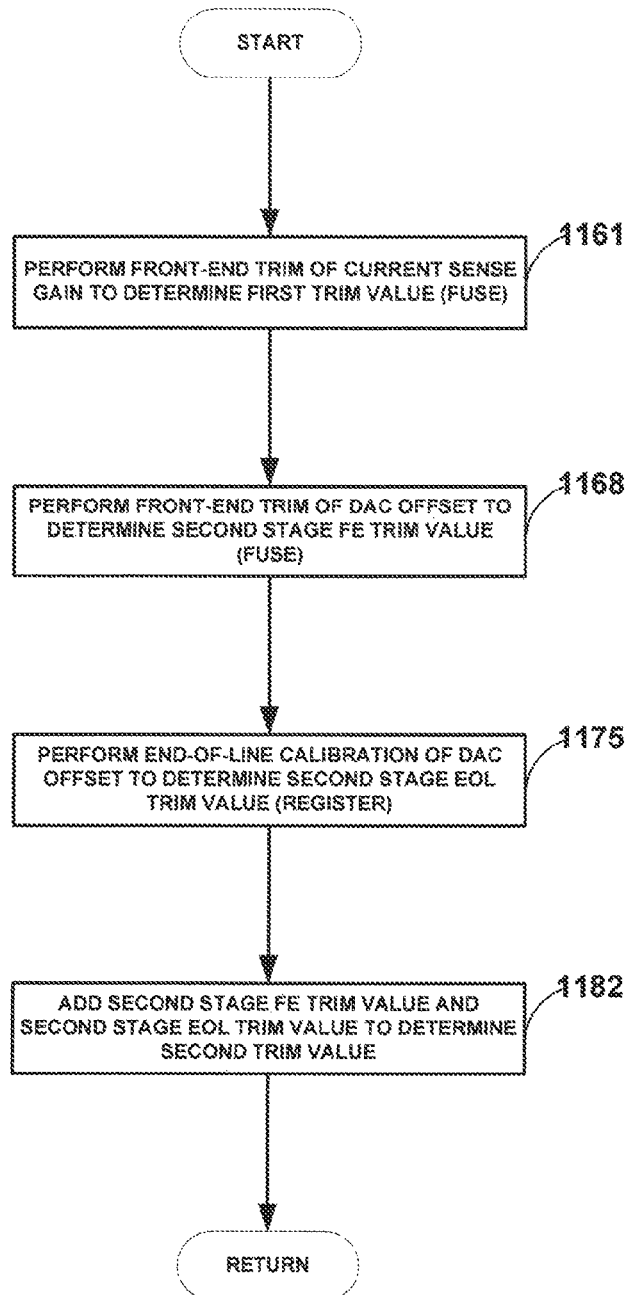 START
1161
PERFORM FRONT-END TRIM OF CURRENT SENSE
GAIN TO DETERMINE FIRST TRIM VALUE (FUSE)
1168
PERFORM FRONT-END TRIM OF DAC OFFSET TO
DETERMINE SECOND STAGE FE TRIM VALUE
(FUSE)
1175
PERFORM END-OF-LINE CALIBRATION OF DAC
OFFSET TO DETERMINE SECOND STAGE EOL
TRIM VALUE (REGISTER)
1182
ADD SECOND STAGE FE TRIM VALUE AND
SECOND STAGE EOL TRIM VALUE TO DETERMINE
SECOND TRIM VALUE
RETURN